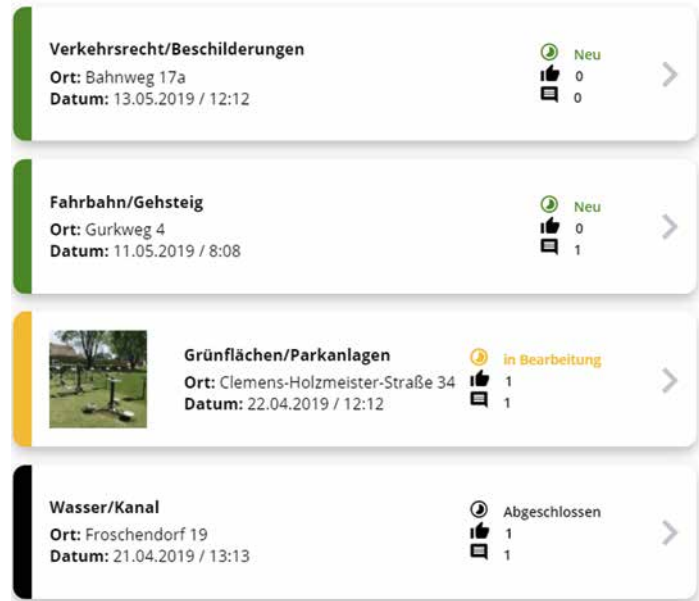 Verkehrsrecht/Beschilderungen
Ort: Bahnweg 17a
Datum: 13.05.2019 / 12:12
Neu
0
0
Fahrbahn/Gehsteig
Ort: Gurkweg 4
Datum: 11.05.2019 / 8:08
Neu
0
1
Grünflächen/Parkanlagen
Ort: Clemens-Holzmeister-Straße 34
Datum: 22.04.2019 / 12:12
in Bearbeitung
1
1
Wasser/Kanal
Ort: Froschendorf 19
Datum: 21.04.2019 / 13:13
Abgeschlossen
1
1